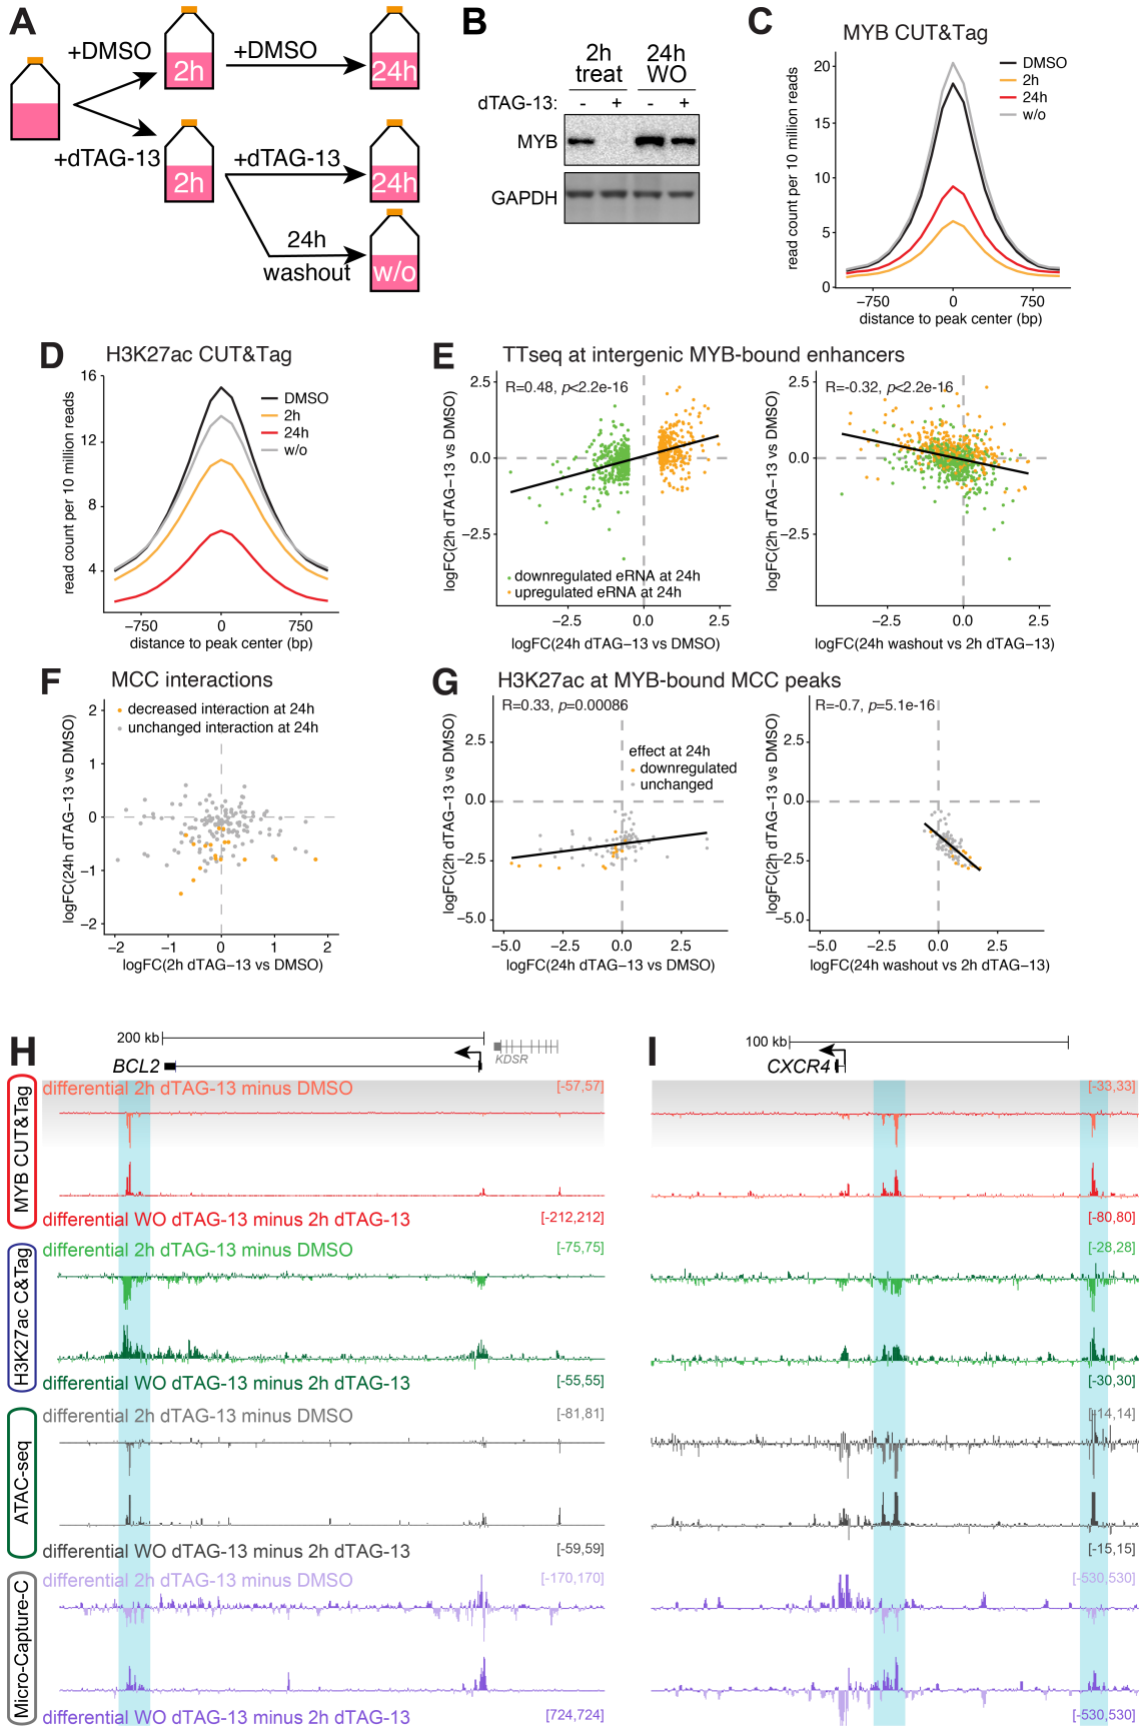 A
+DMSO
2h
+DMSO
24h
+dTAG-13
2h
+dTAG-13
24h
24h
washout
w/o
B
2h
treat
24h
WO
dTAG-13:
-
+
-
+
MYB
GAPDH
C
MYB CUT&Tag
read count per 10 million reads
20
15
10
5
0
DMSO
2h
24h
w/o
−750
0
750
distance to peak center (bp)
D
H3K27ac CUT&Tag
read count per 10 million reads
16
12
8
4
DMSO
2h
24h
w/o
−750
0
750
distance to peak center (bp)
E
TTseq at intergenic MYB-bound enhancers
logFC(2h dTAG−13 vs DMSO)
2.5
0.0
−2.5
R=0.48, p<2.2e-16
downregulated eRNA at 24h
upregulated eRNA at 24h
−2.5
0.0
2.5
logFC(24h dTAG−13 vs DMSO)
logFC(2h dTAG−13 vs DMSO)
2.5
0.0
−2.5
R=-0.32, p<2.2e-16
−2.5
0.0
2.5
logFC(24h washout vs 2h dTAG−13)
F
MCC interactions
logFC(24h dTAG−13 vs DMSO)
2
1
0
−1
−2
decreased interaction at 24h
unchanged interaction at 24h
−2
−1
0
1
2
logFC(2h dTAG−13 vs DMSO)
G
H3K27ac at MYB-bound MCC peaks
logFC(2h dTAG−13 vs DMSO)
2.5
0.0
−2.5
−5.0
R=0.33, p=0.00086
effect at 24h
downregulated
unchanged
−5.0
−2.5
0.0
2.5
logFC(24h dTAG−13 vs DMSO)
logFC(2h dTAG−13 vs DMSO)
2.5
0.0
−2.5
−5.0
R=-0.7, p=5.1e-16
−5.0
−2.5
0.0
2.5
logFC(24h washout vs 2h dTAG−13)
H
200 kb
BCL2
KDSR
MYB CUT&Tag
differential 2h dTAG-13 minus DMSO
[-57,57]
differential WO dTAG-13 minus 2h dTAG-13
[-212,212]
H3K27ac C&Tag
differential 2h dTAG-13 minus DMSO
[-75,75]
differential WO dTAG-13 minus 2h dTAG-13
[-55,55]
ATAC-seq
differential 2h dTAG-13 minus DMSO
[-81,81]
differential WO dTAG-13 minus 2h dTAG-13
[-59,59]
Micro-Capture-C
differential 2h dTAG-13 minus DMSO
[-170,170]
differential WO dTAG-13 minus 2h dTAG-13
[724,724]
I
100 kb
CXCR4
[-33,33]
[-80,80]
[-28,28]
[-30,30]
[-14,14]
[-15,15]
[-530,530]
[-530,530]